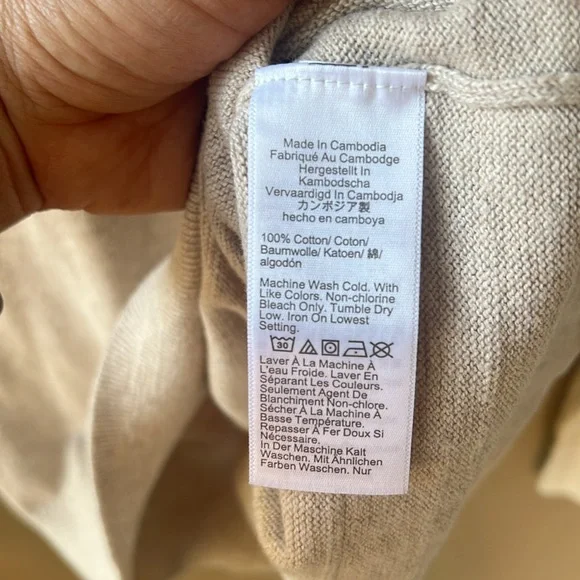 Made In Cambodia
Fabriqué Au Cambodge
Hergestellt In
Kambodscha
Vervaardigd In Cambodja
カンボジア製
hecho en camboya
100% Cotton/ Coton/
Baumwolle/ Katoen/ 綿/
algodón
Machine Wash Cold. With
Like Colors. Non-chlorine
Bleach Only. Tumble Dry
Low. Iron On Lowest
Setting.
30
Laver À La Machine À
L'eau Froide. Laver En
Séparant Les Couleurs.
Seulement Agent De
Blanchiment Non-chlore.
Sécher À La Machine À
Basse Température.
Repasser À Fer Doux Si
Nécessaire.
In Der Maschine Kalt
Waschen. Mit Ähnlichen
Farben Waschen. Nur